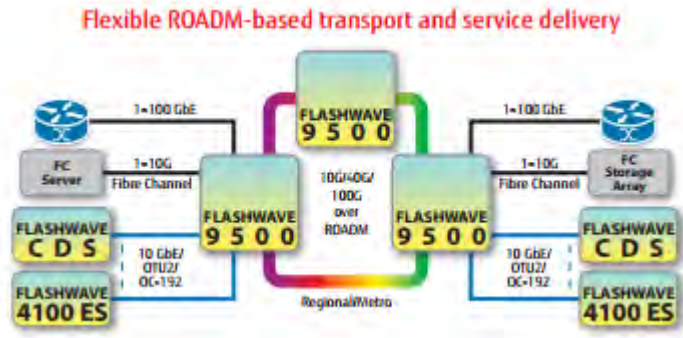 Flexible ROADM-based transport and service delivery
FLASHWAVE
9500
1-100 GbE
1-100 GbE
FC
Server
1-10G
Fibre Channel
FLASHWAVE
9500
10G/40G/
100G
over
ROADM
FLASHWAVE
9500
1-10G
Fibre Channel
FC
Storage
Array
FLASHWAVE
CDS
10 GbE/
OTU2/
OC-192
FLASHWAVE
4100 ES
Regional/Metro
10 GbE/
OTU2/
OC-192
FLASHWAVE
CDS
FLASHWAVE
4100 ES